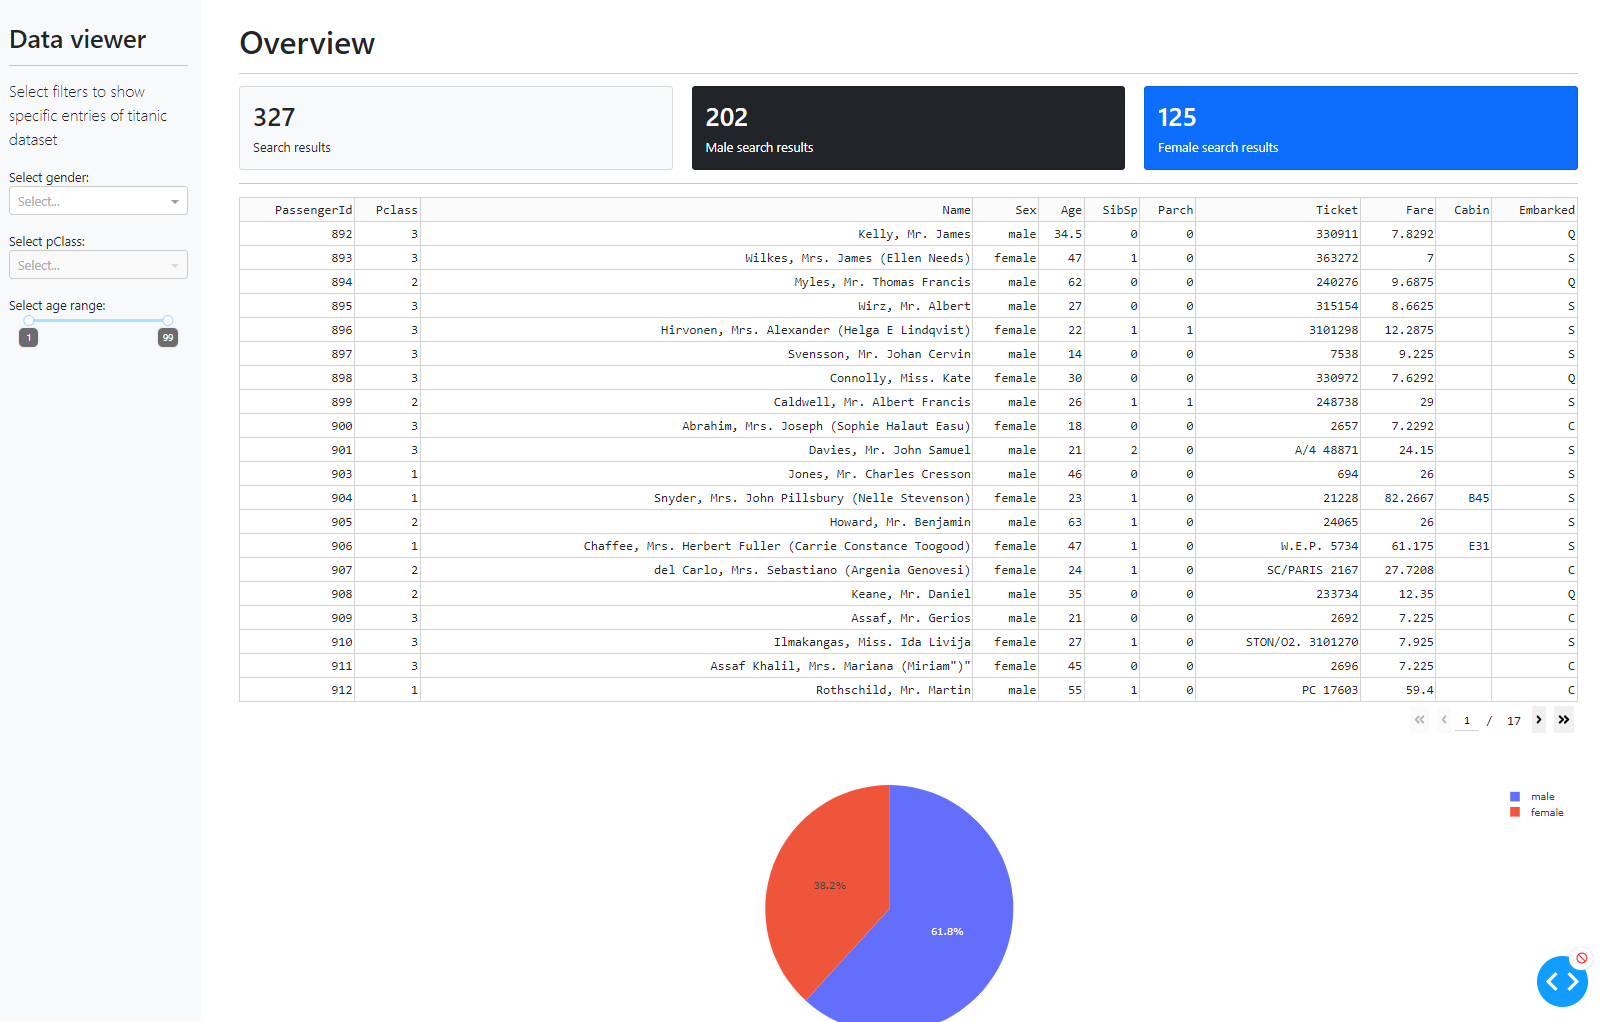 Data viewer
Select filters to show
specific entries of titanic
dataset
Select gender:
Select...
Select pClass:
Select...
Select age range:
1 99
Overview
327
Search results
202
Male search results
125
Female search results
PassengerId Pclass Name Sex Age SibSp Parch Ticket Fare Cabin Embarked
892 3 Kelly, Mr. James male 34.5 0 0 330911 7.8292 Q
893 3 Wilkes, Mrs. James (Ellen Needs) female 47 1 0 363272 7 S
894 2 Myles, Mr. Thomas Francis male 62 0 0 240276 9.6875 Q
895 3 Wirz, Mr. Albert male 27 0 0 315154 8.6625 S
896 3 Hirvonen, Mrs. Alexander (Helga E Lindqvist) female 22 1 1 3101298 12.2875 S
897 3 Svensson, Mr. Johan Cervin male 14 0 0 7538 9.225 S
898 3 Connolly, Miss. Kate female 30 0 0 330972 7.6292 Q
899 2 Caldwell, Mr. Albert Francis male 26 1 1 248738 29 S
900 3 Abrahim, Mrs. Joseph (Sophie Halaut Easu) female 18 0 0 2657 7.2292 C
901 3 Davies, Mr. John Samuel male 21 2 0 A/4 48871 24.15 S
903 1 Jones, Mr. Charles Cresson male 46 0 0 694 26 S
904 1 Snyder, Mrs. John Pillsbury (Nelle Stevenson) female 23 1 0 21228 82.2667 B45 S
905 2 Howard, Mr. Benjamin male 63 1 0 24065 26 S
906 1 Chaffee, Mrs. Herbert Fuller (Carrie Constance Toogood) female 47 1 0 W.E.P. 5734 61.175 E31 S
907 2 del Carlo, Mrs. Sebastiano (Argenia Genovesi) female 24 1 0 SC/PARIS 2167 27.7208 C
908 2 Keane, Mr. Daniel male 35 0 0 233734 12.35 Q
909 3 Assaf, Mr. Gerios male 21 0 0 2692 7.225 C
910 3 Ilmakangas, Miss. Ida Livija female 27 1 0 STON/O2. 3101270 7.925 S
911 3 Assaf Khalil, Mrs. Mariana (Miriam")" female 45 0 0 2696 7.225 C
912 1 Rothschild, Mr. Martin male 55 1 0 PC 17603 59.4 C
1 / 17
male
female
38.2%
61.8%